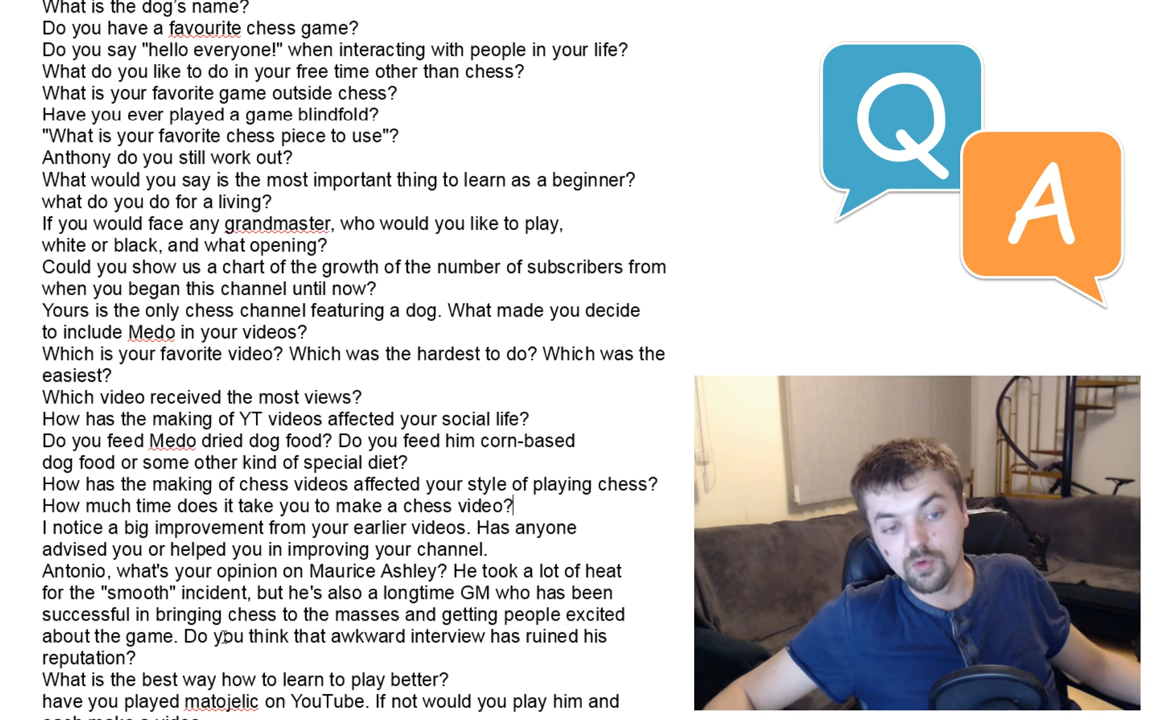 What is the dog's name?
Do you have a favourite chess game?
Do you say "hello everyone!" when interacting with people in your life?
What do you like to do in your free time other than chess?
What is your favorite game outside chess?
Have you ever played a game blindfold?
"What is your favorite chess piece to use"?
Anthony do you still work out?
What would you say is the most important thing to learn as a beginner?
what do you do for a living?
If you would face any grandmaster, who would you like to play,
white or black, and what opening?
Could you show us a chart of the growth of the number of subscribers from
when you began this channel until now?
Yours is the only chess channel featuring a dog. What made you decide
to include Medo in your videos?
Which is your favorite video? Which was the hardest to do? Which was the
easiest?
Which video received the most views?
How has the making of YT videos affected your social life?
Do you feed Medo dried dog food? Do you feed him corn-based
dog food or some other kind of special diet?
How has the making of chess videos affected your style of playing chess?
How much time does it take you to make a chess video?
I notice a big improvement from your earlier videos. Has anyone
advised you or helped you in improving your channel.
Antonio, what's your opinion on Maurice Ashley? He took a lot of heat
for the "smooth" incident, but he's also a longtime GM who has been
successful in bringing chess to the masses and getting people excited
about the game. Do you think that awkward interview has ruined his
reputation?
What is the best way how to learn to play better?
have you played matojelic on YouTube. If not would you play him and
each make a video
Q
A